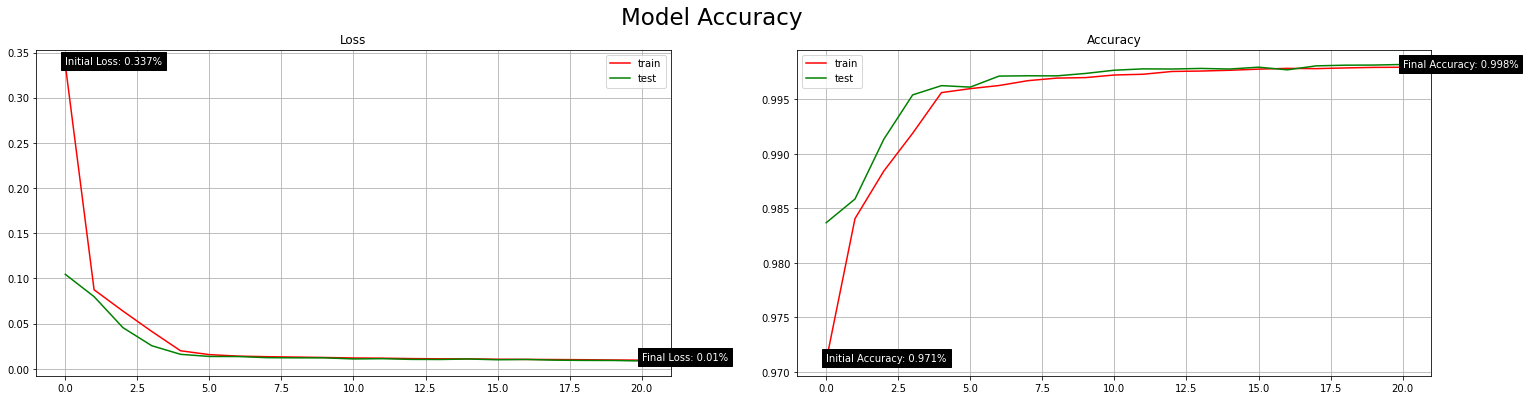 Model Accuracy
Loss
Initial Loss: 0.337%
train
test
0.35
0.30
0.25
0.20
0.15
0.10
0.05
0.00
Final Loss: 0.01%
0.0 2.5 5.0 7.5 10.0 12.5 15.0 17.5 20.0
Accuracy
train
test
Final Accuracy: 0.998%
0.995
0.990
0.985
0.980
0.975
0.970
Initial Accuracy: 0.971%
0.0 2.5 5.0 7.5 10.0 12.5 15.0 17.5 20.0